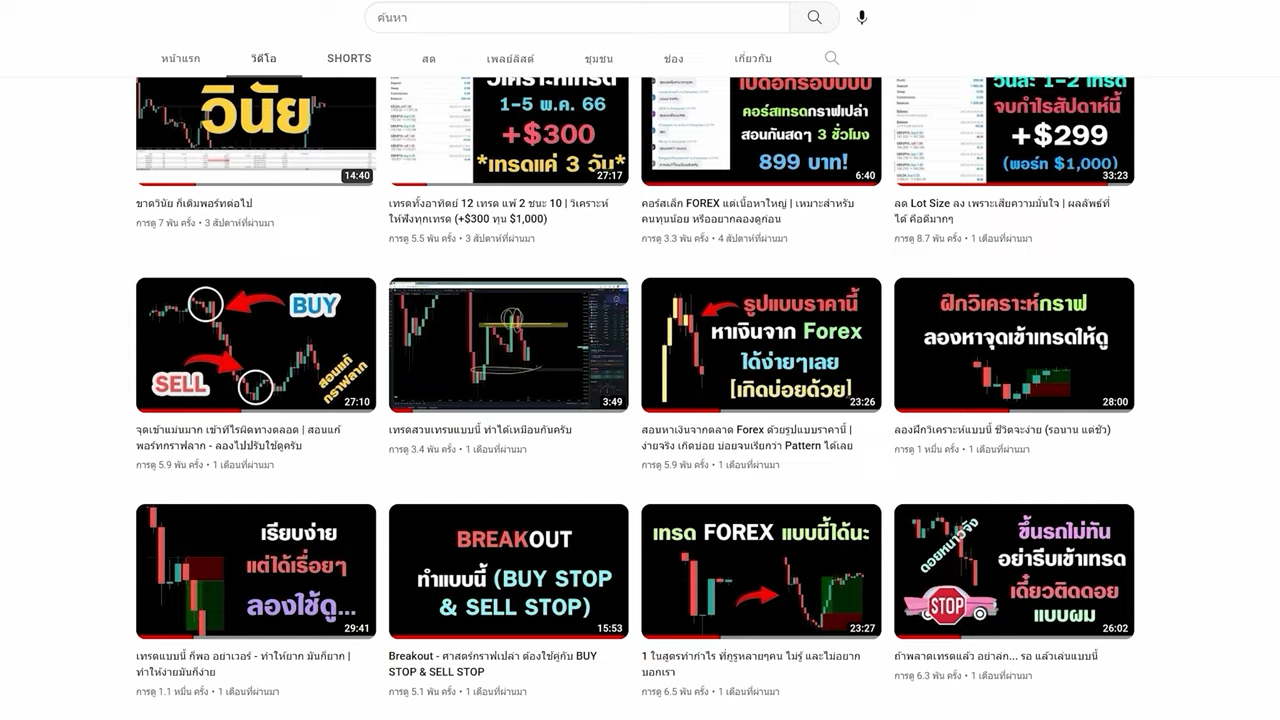 ค้นหา
หน้าแรก วิดีโอ SHORTS สด เพลย์ลิสต์ ชุมชน ช่อง เกี่ยวกับ
วินัย
14:40
วิเคราะห์เทรด
1-5 พ.ค. 66
+$300
*เทรดแค่ 3 วัน*
27:17
คอร์สเทรดกราฟเปล่า
สอนกันสดๆ 3 ชั่วโมง
899 บาท!
6:40
วันละ 1-2 เทรด
จบกำไรสัปดาห์นี้
+$299
(พอร์ท $1,000)
33:23
ขาดวินัย ก็เติมพอร์ทต่อไป
การดู 7 พัน ครั้ง • 3 สัปดาห์ที่ผ่านมา
เทรดทั้งอาทิตย์ 12 เทรด แพ้ 2 ชนะ 10 | วิเคราะห์
ให้ฟังทุกเทรด (+$300 ทุน $1,000)
การดู 5.5 พัน ครั้ง • 3 สัปดาห์ที่ผ่านมา
คอร์สเล็ก FOREX แต่เนื้อหาใหญ่ | เหมาะสำหรับ
คนทุนน้อย หรืออยากลองดูก่อน
การดู 3.3 พัน ครั้ง • 4 สัปดาห์ที่ผ่านมา
ลด Lot Size ลง เพราะเสียความมั่นใจ | ผลลัพธ์ที่
ได้ คือดีมากๆ
การดู 8.7 พัน ครั้ง • 1 เดือนที่ผ่านมา
BUY
SELL
สอนแก้
กราฟลาก
27:10
3:49
รูปแบบราคานี้
หาเงินจาก Forex
ได้ง่ายๆเลย
[เกิดบ่อยด้วย]
23:26
ฝึกวิเคราะห์กราฟ
ลองหาจุดเข้าเทรดให้ดู
28:00
จุดเข้าแม่นมาก เข้าทีไรผิดทางตลอด | สอนแก้
พอร์ทกราฟลาก - ลองไปปรับใช้ดูครับ
การดู 5.9 พัน ครั้ง • 1 เดือนที่ผ่านมา
เทรดสวนเทรนแบบนี้ ทำได้เหมือนกันครับ
การดู 3.4 พัน ครั้ง • 1 เดือนที่ผ่านมา
สอนหาเงินจากตลาด Forex ด้วยรูปแบบราคานี้ |
ง่ายจริง เกิดบ่อย บ่อยจนเรียกว่า Pattern ได้เลย
การดู 5.9 พัน ครั้ง • 1 เดือนที่ผ่านมา
ลองฝึกวิเคราะห์แบบนี้ ชีวิตจะง่าย (รอนาน แต่ชัว)
การดู 1 หมื่น ครั้ง • 1 เดือนที่ผ่านมา
เรียบง่าย
แต่ได้เรื่อยๆ
ลองใช้ดู...
29:41
BREAKOUT
ทำแบบนี้ (BUY STOP
& SELL STOP)
15:53
เทรด FOREX แบบนี้ได้นะ
23:27
ดอยหนาวจัง
STOP
ขึ้นรถไม่ทัน
อย่ารีบเข้าเทรด
เดี๋ยวติดดอย
แบบผม
26:02
เทรดแบบนี้ ก็พอ อย่าเวอร์ - ทำให้ยาก มันก็ยาก |
ทำให้ง่ายมันก็ง่าย
การดู 1.1 หมื่น ครั้ง • 1 เดือนที่ผ่านมา
Breakout - ศาสตร์กราฟเปล่า ต้องใช้คู่กับ BUY
STOP & SELL STOP
การดู 5.1 พัน ครั้ง • 1 เดือนที่ผ่านมา
1 ในสูตรทำกำไร ที่กูรูหลายๆคน ไม่รู้ และไม่อยาก
บอกเรา
การดู 6.5 พัน ครั้ง • 1 เดือนที่ผ่านมา
ถ้าพลาดเทรดแล้ว อย่าลัก... รอ แล้วเล่นแบบนี้
การดู 6.3 พัน ครั้ง • 1 เดือนที่ผ่านมา